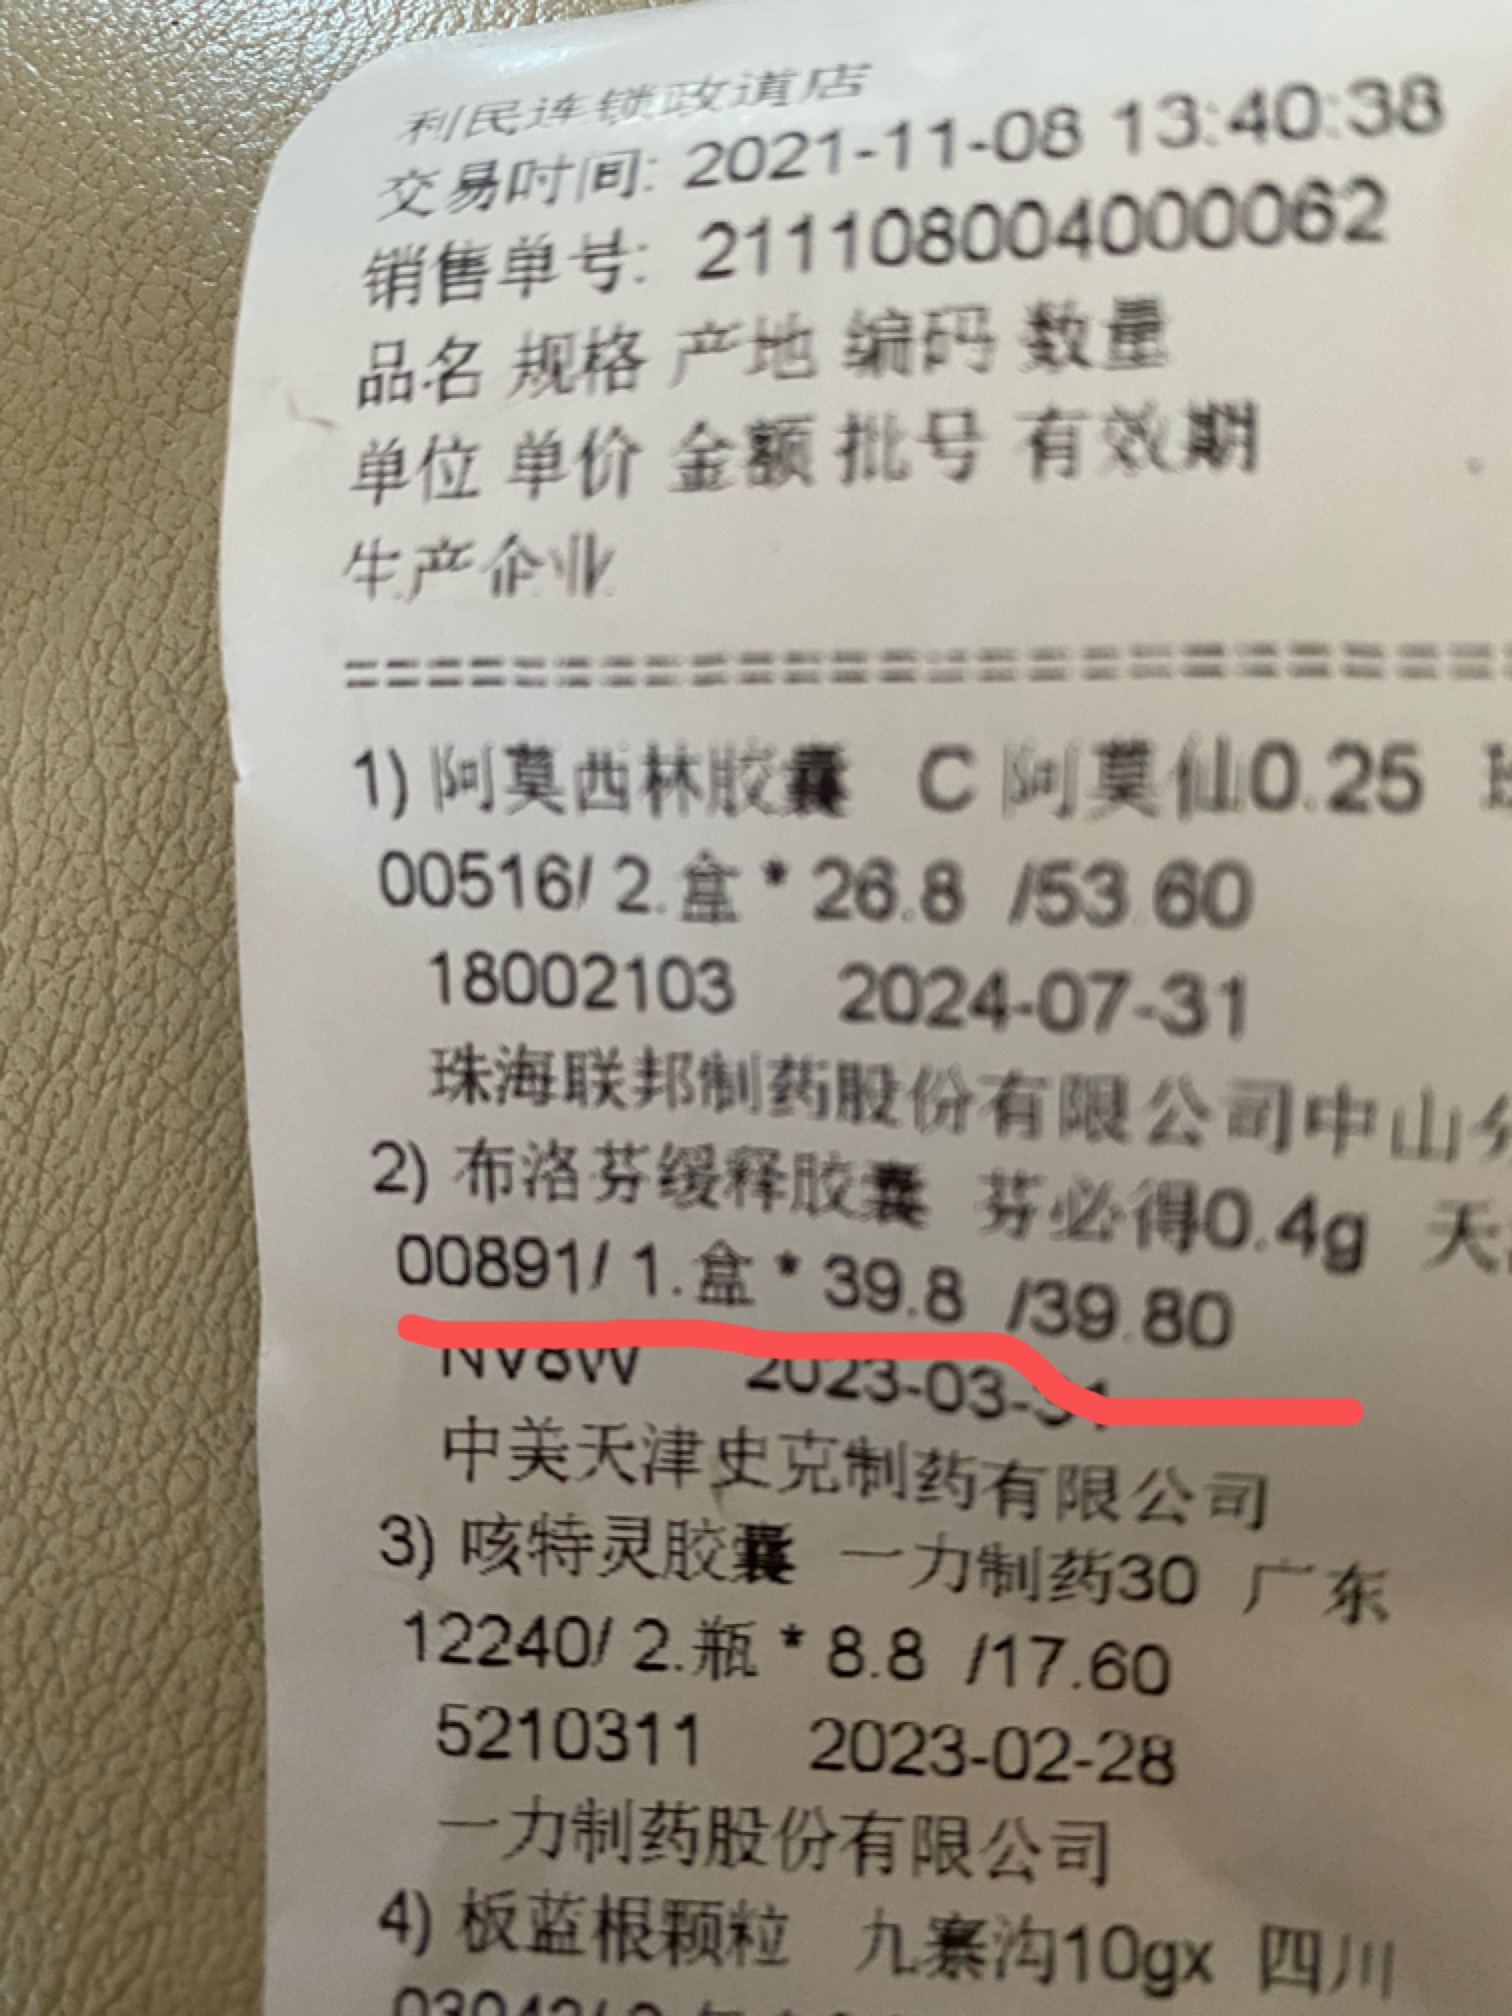 利民连锁政道店
交易时间: 2021-11-08 13:40:38
销售单号: 211108004000062
品名 规格 产地 编码 数量
单位 单价 金额 批号 有效期
生产企业
================================
1) 阿莫西林胶囊 C 阿莫仙0.25
00516/ 2.盒 * 26.8 /53.60
18002103 2024-07-31
珠海联邦制药股份有限公司中山分
2) 布洛芬缓释胶囊 芬必得0.4g 天
00891/ 1.盒 * 39.8 /39.80
NV8W 2023-03-31
中美天津史克制药有限公司
3) 咳特灵胶囊 一力制药30 广东
12240/ 2.瓶 * 8.8 /17.60
5210311 2023-02-28
一力制药股份有限公司
4) 板蓝根颗粒 九寨沟10gx 四川